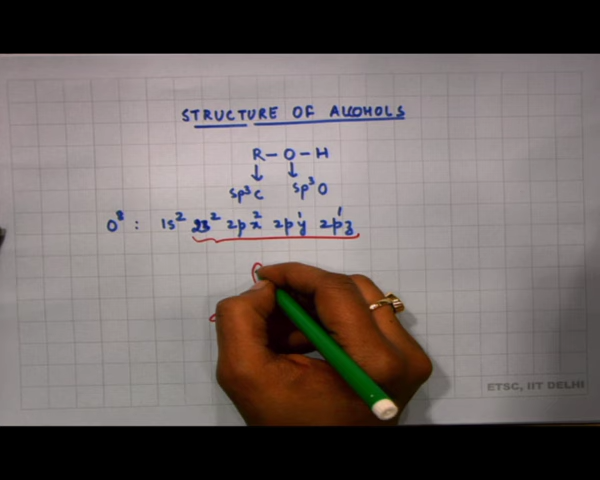 STRUCTURE OF ALCOHOLS
R – O – H
↓ ↓
sp³C sp³O
O⁸ : 1s² 2s² 2px² 2py¹ 2pz¹
ETSC, IIT DELHI